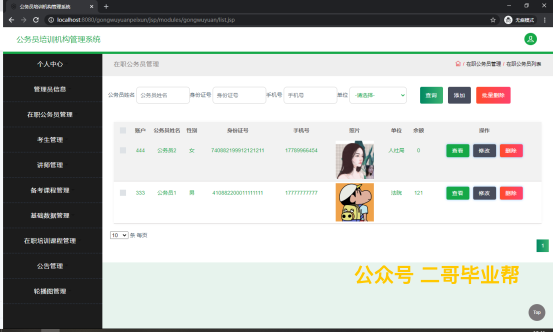 公务员培训机构管理系统
localhost:8080/gongwuyuanpeixun/jsp/modules/gongwuyuan/list.jsp
无痕模式
公务员培训机构管理系统
个人中心
管理员信息
在职公务员管理
考生管理
讲师管理
备考课程管理
基础数据管理
在职培训课程管理
公告管理
轮播图管理
在职公务员管理
/ 在职公务员管理 / 在职公务员列表
公务员姓名 公务员姓名 身份证号 身份证号 手机号 手机号 单位 -请选择- 查询 添加 批量删除
账户 公务员姓名 性别 身份证号 手机号 照片 单位 余额 操作
444 公务员2 女 17788966454 人社局 0 查看 修改 删除
333 公务员1 男 17777777777 法院 121 查看 修改 删除
10 条 每页
1
公众号 二哥毕业帮
Top